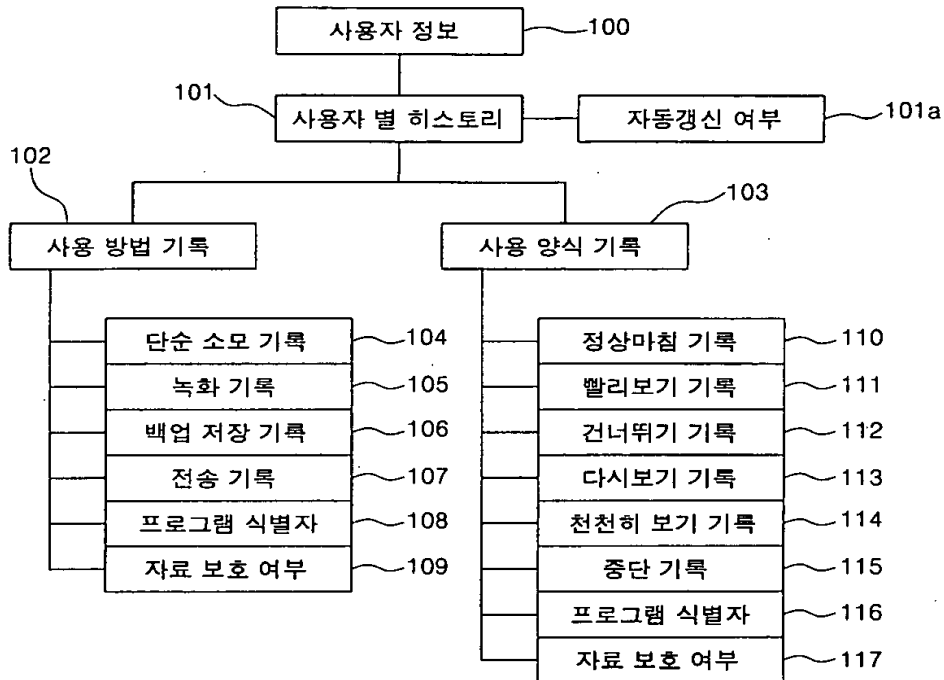 사용자 정보 100
101 사용자 별 히스토리 자동갱신 여부 101a
102 103
사용 방법 기록 사용 양식 기록
단순 소모 기록 104
녹화 기록 105
백업 저장 기록 106
전송 기록 107
프로그램 식별자 108
자료 보호 여부 109
정상마침 기록 110
빨리보기 기록 111
건너뛰기 기록 112
다시보기 기록 113
천천히 보기 기록 114
중단 기록 115
프로그램 식별자 116
자료 보호 여부 117